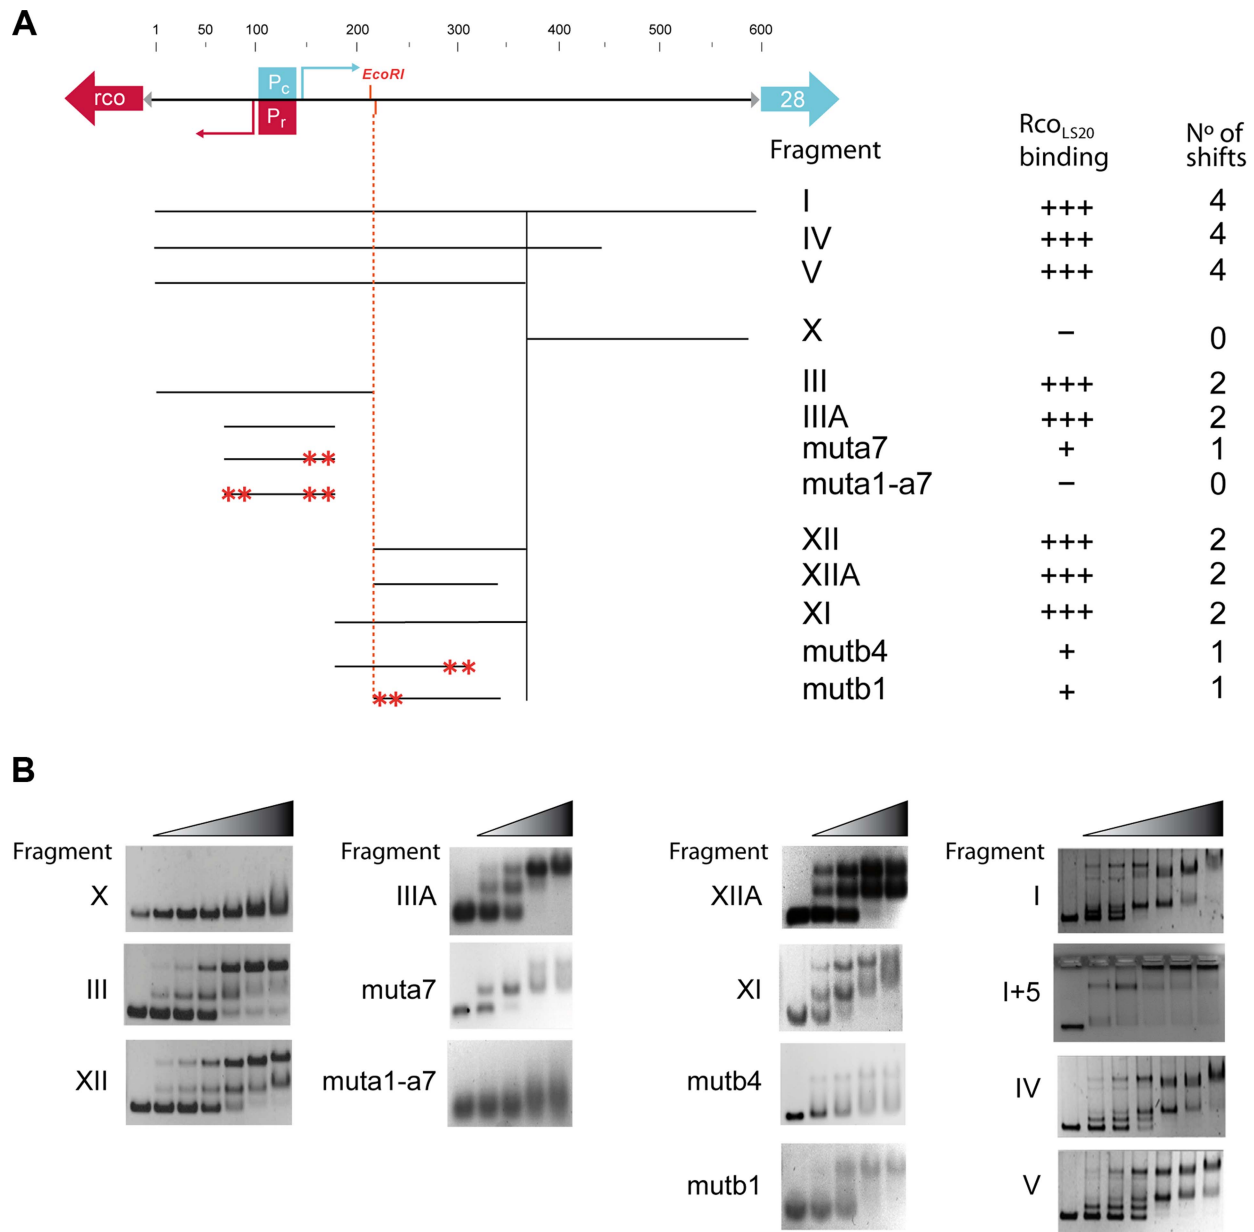 A
1 50 100 200 300 400 500 600
rco
Pc
Pr
EcoRI
28
Fragment
RcoLS20
binding
Nº of
shifts
I +++ 4
IV +++ 4
V +++ 4
X – 0
III +++ 2
IIIA +++ 2
muta7 + 1
muta1-a7 – 0
XII +++ 2
XIIA +++ 2
XI +++ 2
mutb4 + 1
mutb1 + 1
B
Fragment
X
III
XII
Fragment
IIIA
muta7
muta1-a7
Fragment
XIIA
XI
mutb4
mutb1
Fragment
I
I+5
IV
V